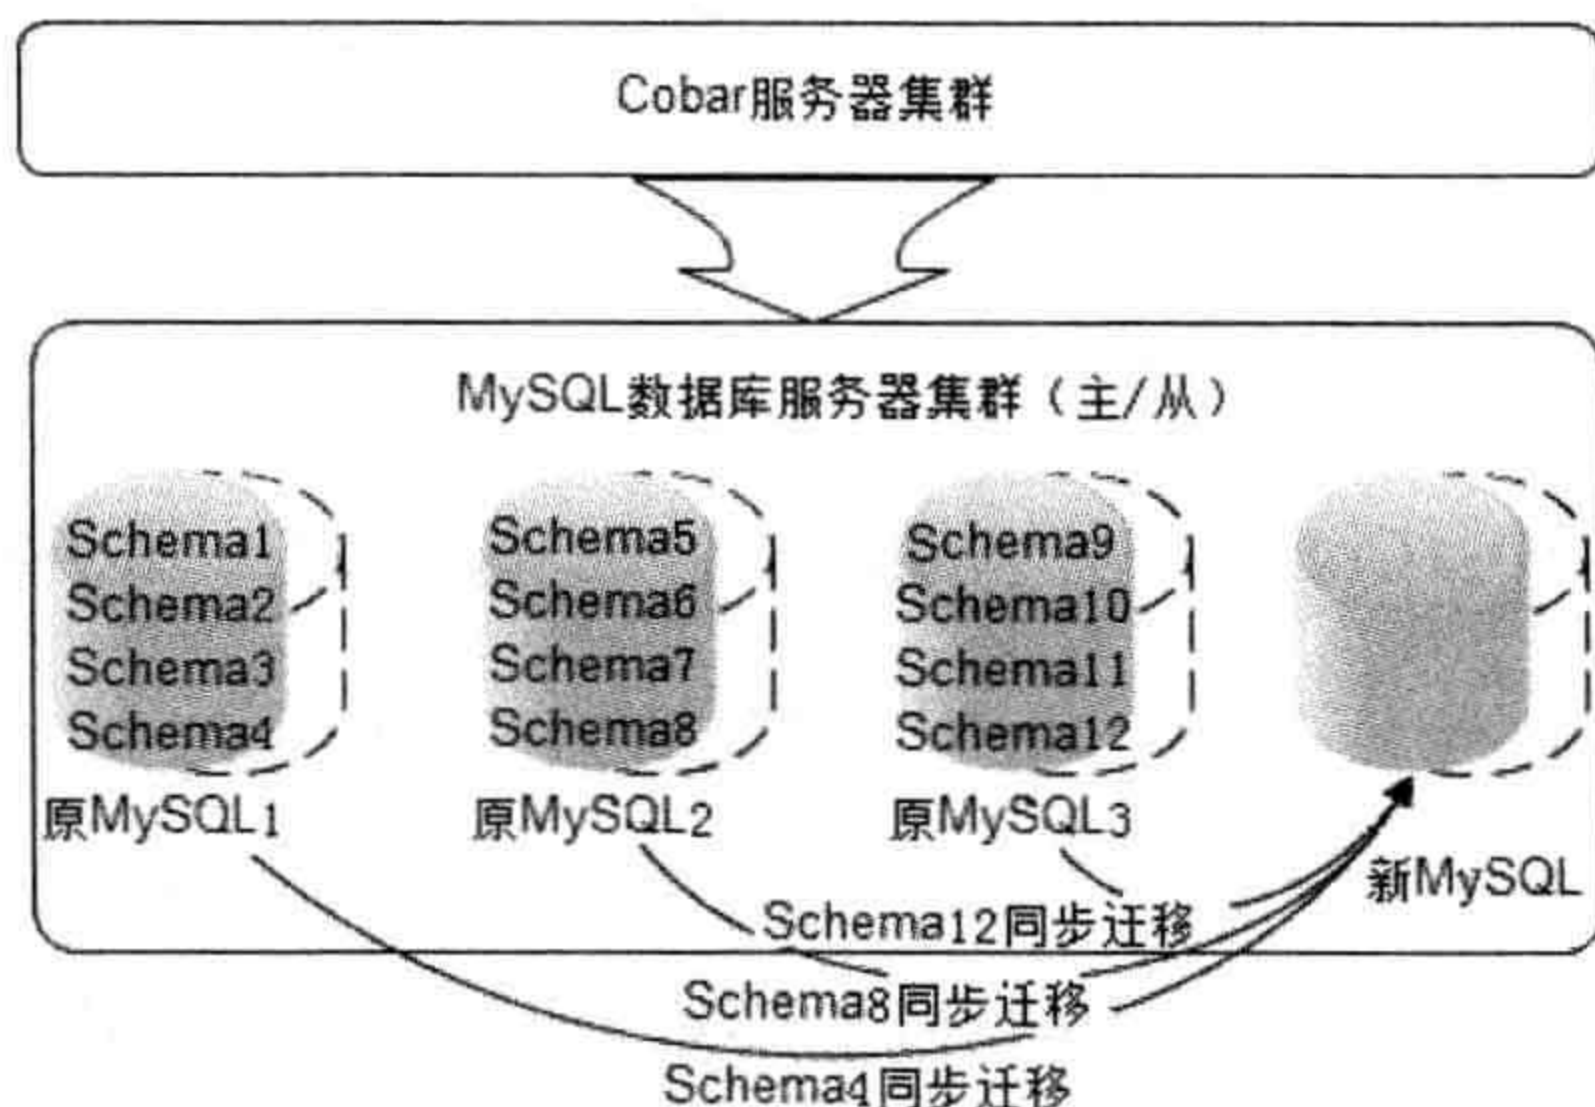 Cobar服务器集群
MySQL数据库服务器集群（主/从）
Schema1
Schema2
Schema3
Schema4
原MySQL1
Schema5
Schema6
Schema7
Schema8
原MySQL2
Schema9
Schema10
Schema11
Schema12
原MySQL3
新MySQL
Schema12同步迁移
Schema8同步迁移
Schema4同步迁移